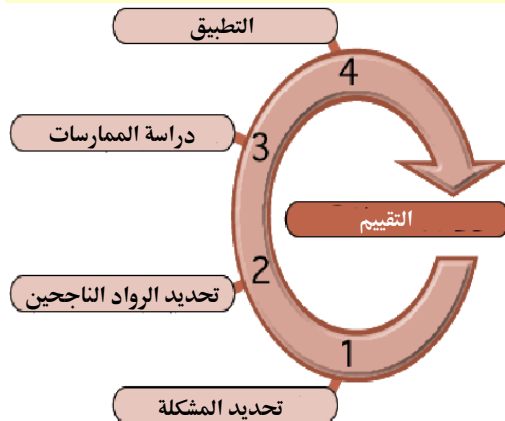 التطبيق
4
دراسة الممارسات
3
التقييم
2
تحديد الرواد الناجحين
1
تحديد المشكلة